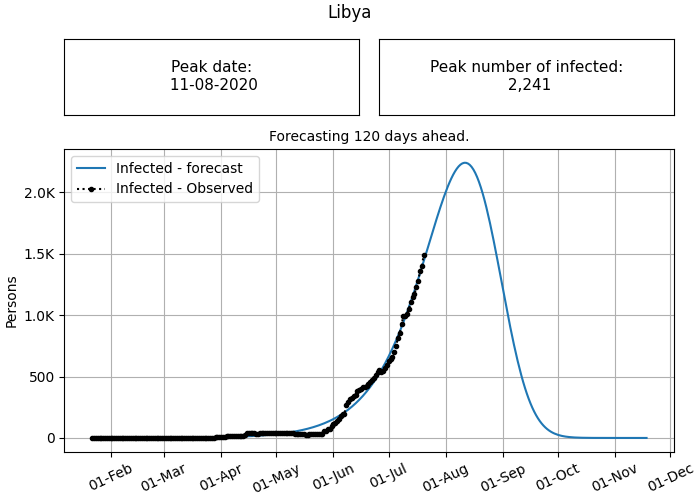 Libya
Peak date:
11-08-2020
Peak number of infected:
2,241
Forecasting 120 days ahead.
Infected - forecast
Infected - Observed
2.0K
1.5K
1.0K
500
0
Persons
01-Feb
01-Mar
01-Apr
01-May
01-Jun
01-Jul
01-Aug
01-Sep
01-Oct
01-Nov
01-Dec